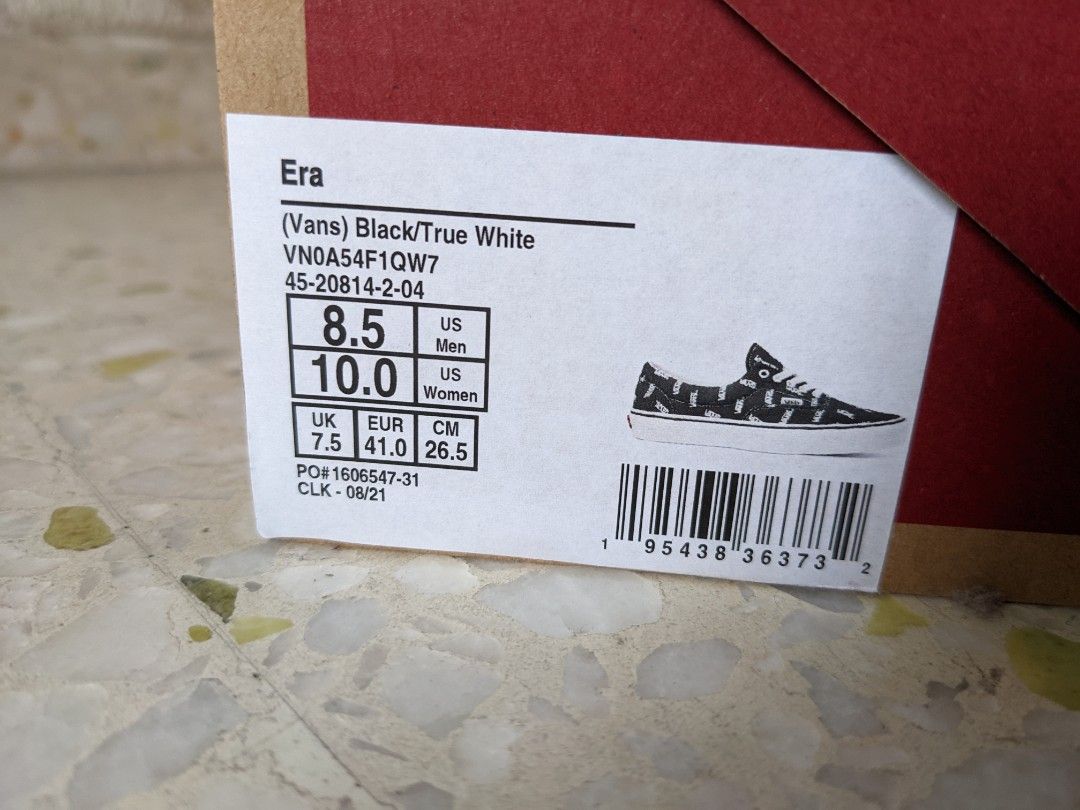 Era
(Vans) Black/True White
VN0A54F1QW7
45-20814-2-04
8.5 US Men
10.0 US Women
UK EUR CM
7.5 41.0 26.5
PO# 1606547-31
CLK - 08/21
1 95438 36373 2